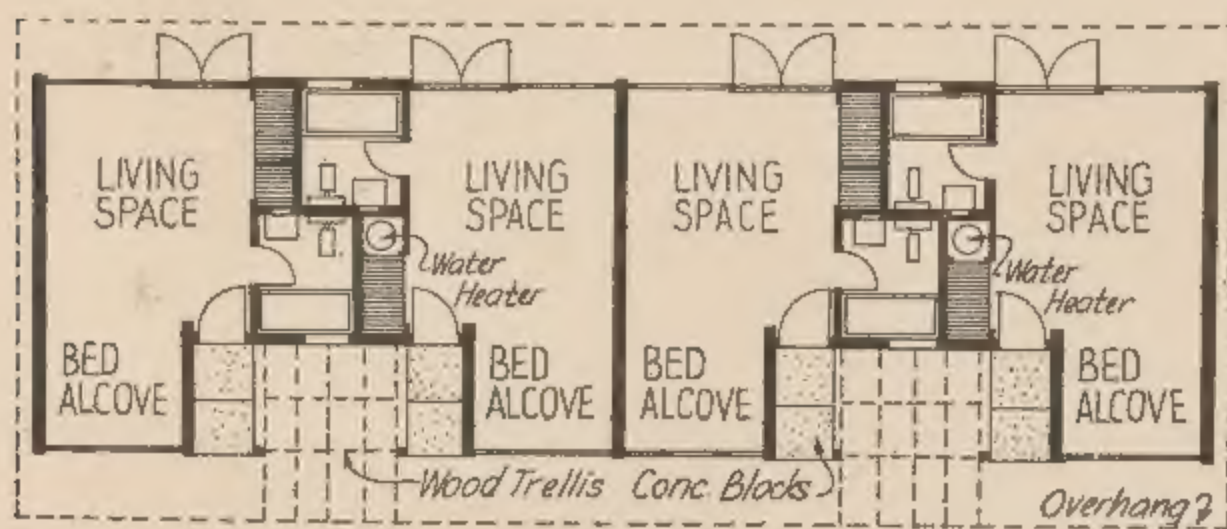 LIVING
SPACE
LIVING
SPACE
LIVING
SPACE
LIVING
SPACE
Water
Heater
Water
Heater
BED
ALCOVE
BED
ALCOVE
BED
ALCOVE
BED
ALCOVE
Wood Trellis
Conc Blocks
Overhang